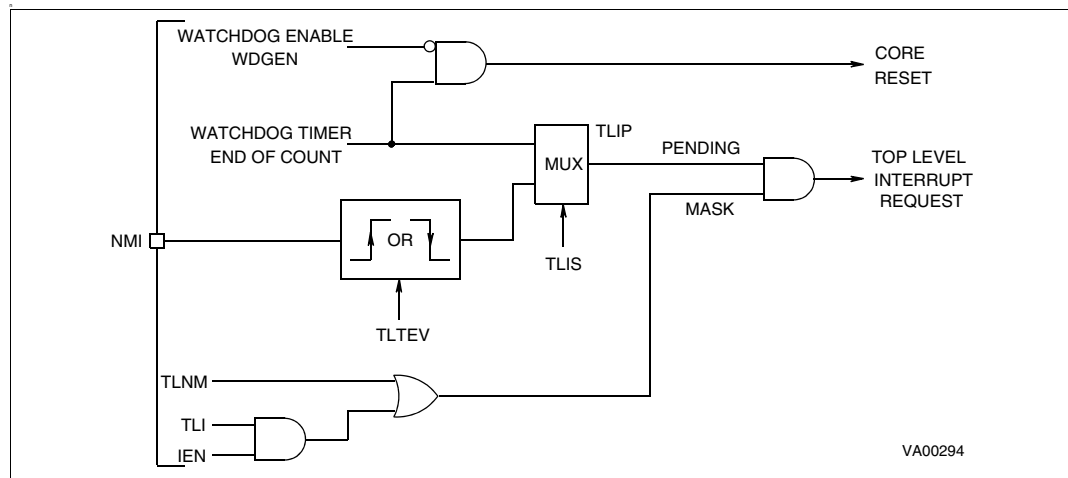 WATCHDOG ENABLE
WDGEN
CORE
RESET
WATCHDOG TIMER
END OF COUNT
TLIP
MUX
PENDING
MASK
TOP LEVEL
INTERRUPT
REQUEST
NMI
OR
TLIS
TLTEV
TLNM
TLI
IEN
VA00294